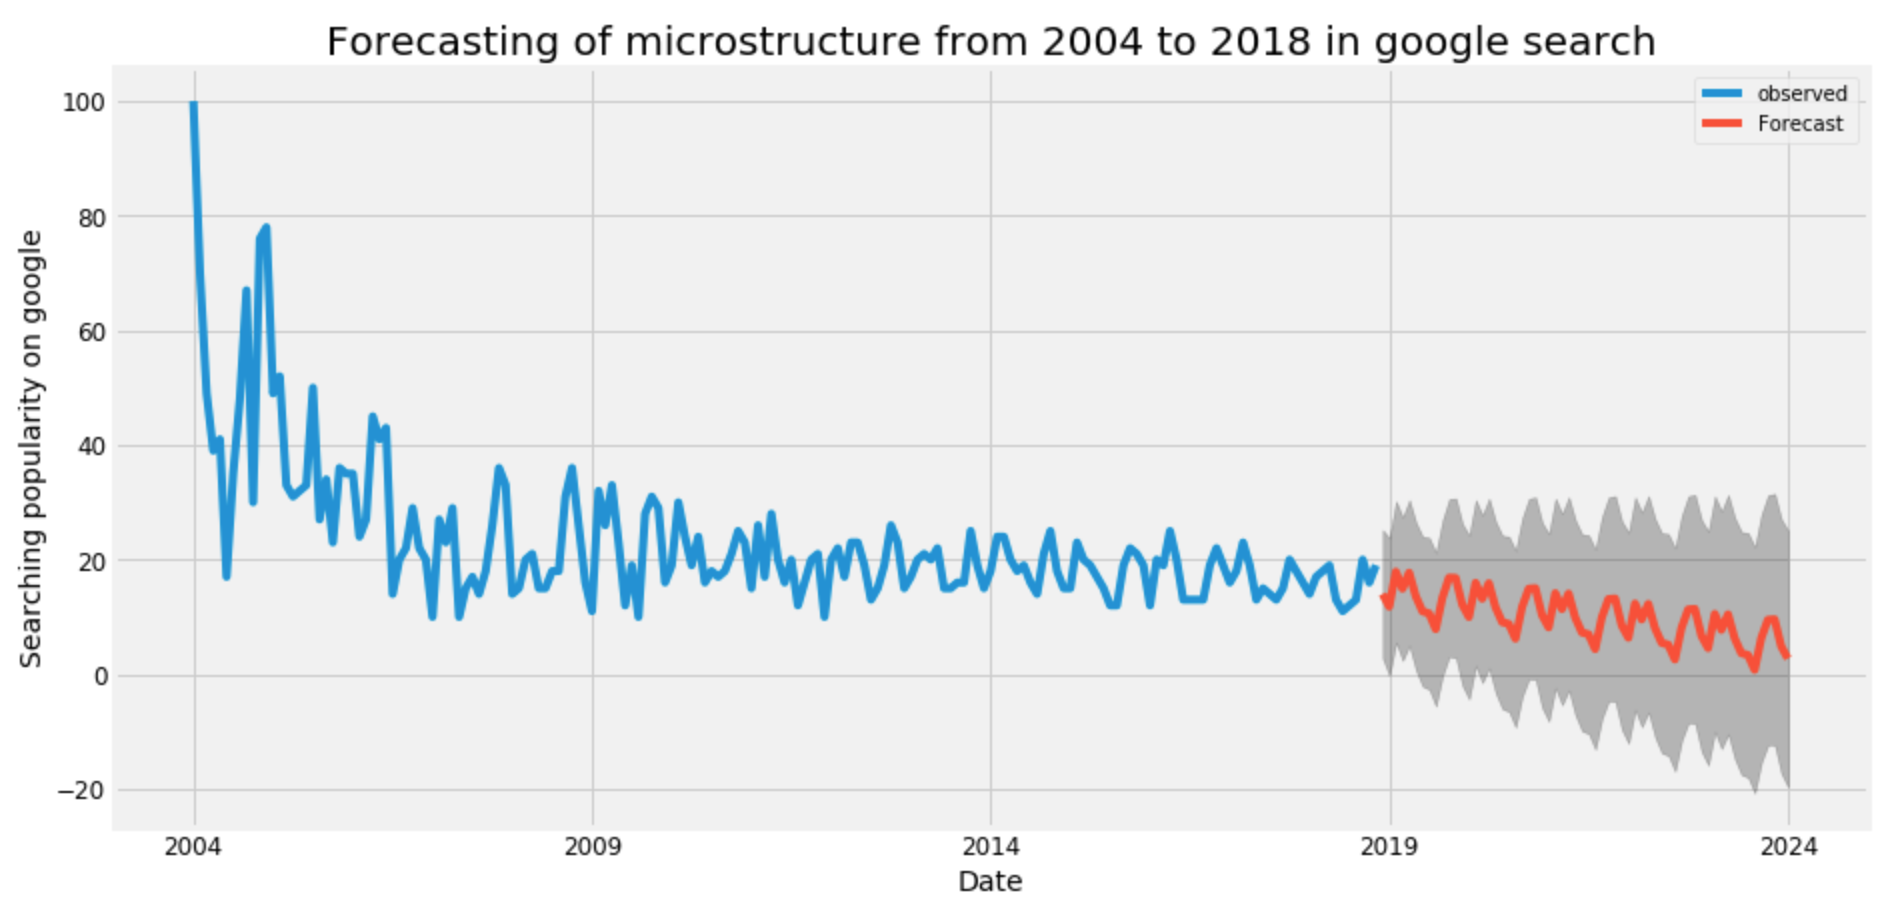 Forecasting of microstructure from 2004 to 2018 in google search
observed
Forecast
Searching popularity on google
100
80
60
40
20
0
−20
2004
2009
2014
2019
2024
Date